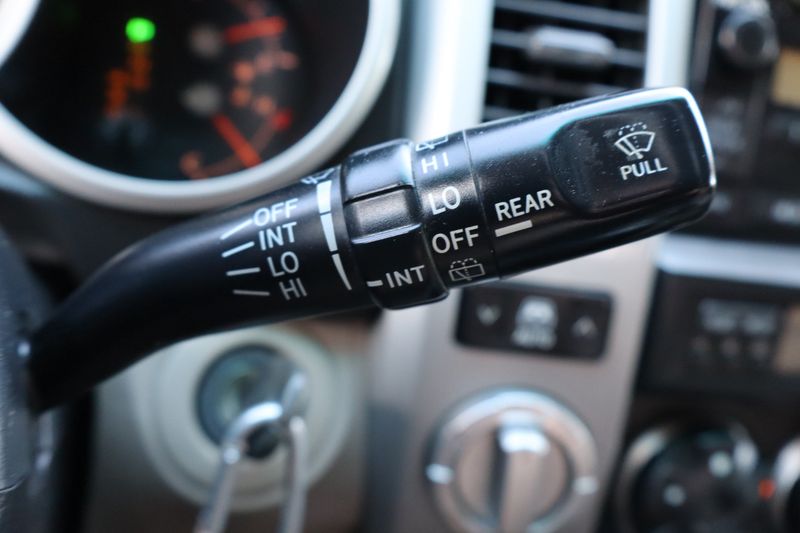 OFF
INT
LO
HI
INT
HI
LO
OFF
REAR
PULL